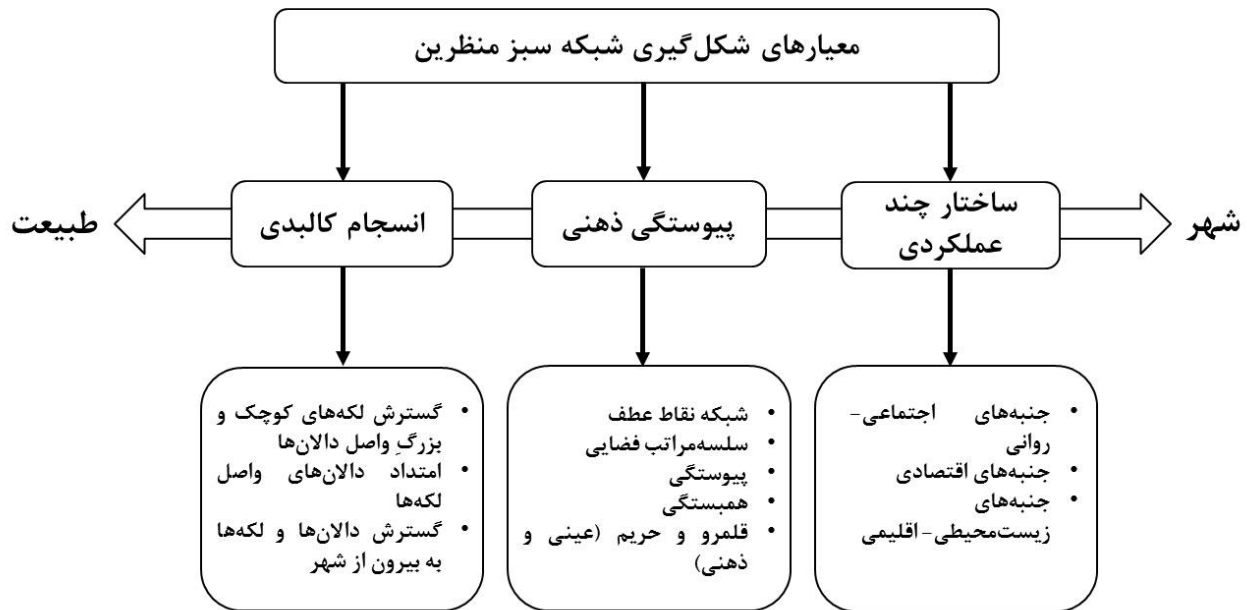 معیارهای شکل‌گیری شبکه سبز منظرین
شهر
ساختار چند
عملکردی
پیوستگی ذهنی
انسجام کالبدی
طبیعت
• جنبه‌های اجتماعی-
روانی
• جنبه‌های اقتصادی
• جنبه‌های
زیست‌محیطی-اقلیمی
• شبکه نقاط عطف
• سلسه‌مراتب فضایی
• پیوستگی
• همبستگی
• قلمرو و حریم (عینی و
ذهنی)
• گسترش لکه‌های کوچک و
بزرگِ واصل دالان‌ها
• امتداد دالان‌های واصل
لکه‌ها
• گسترش دالان‌ها و لکه‌ها
به بیرون از شهر